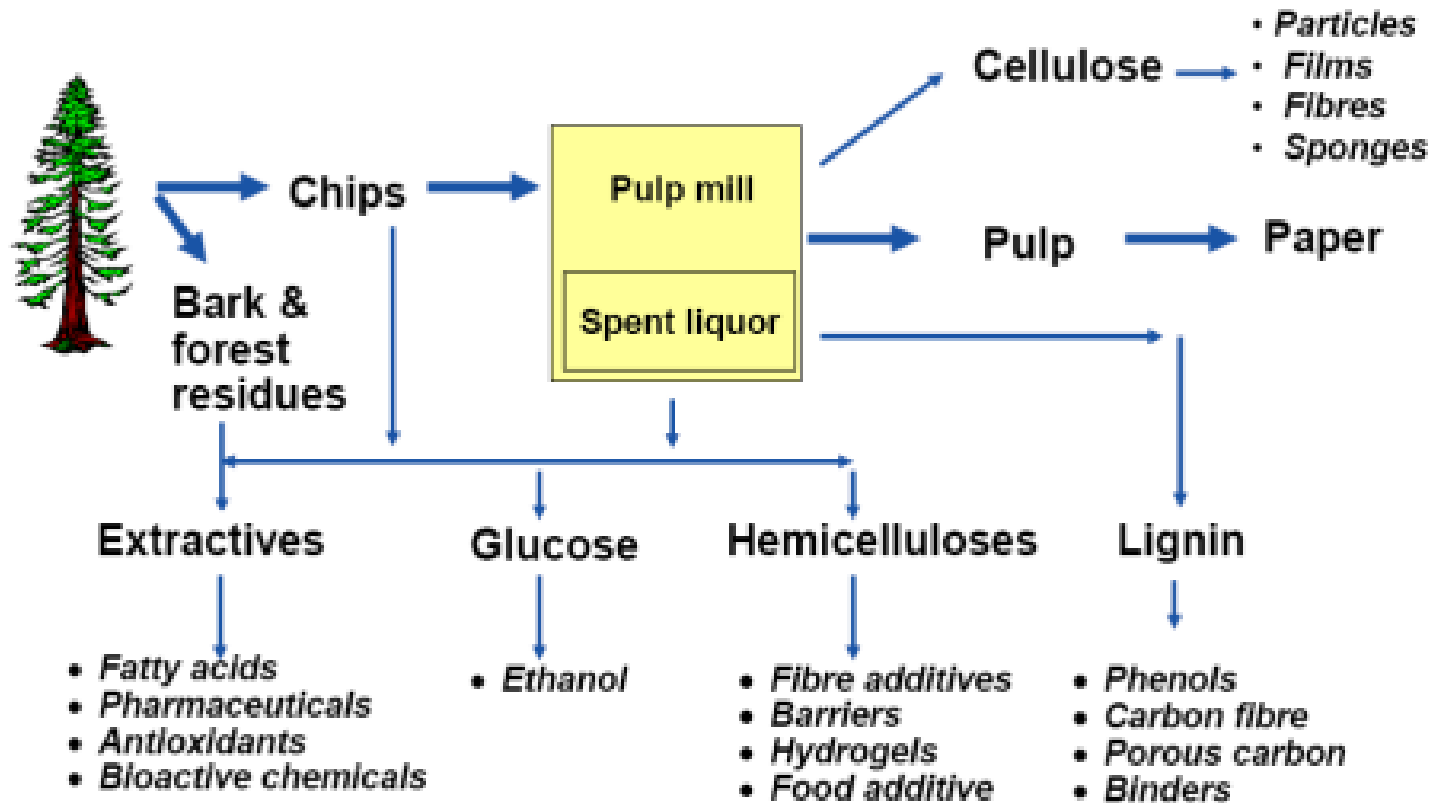 • Particles
• Films
• Fibres
• Sponges
Cellulose
Pulp mill
Chips
Pulp
Paper
Spent liquor
Bark &
forest
residues
Extractives
Glucose
Hemicelluloses
Lignin
• Fatty acids
• Pharmaceuticals
• Antioxidants
• Bioactive chemicals
• Ethanol
• Fibre additives
• Barriers
• Hydrogels
• Food additive
• Phenols
• Carbon fibre
• Porous carbon
• Binders